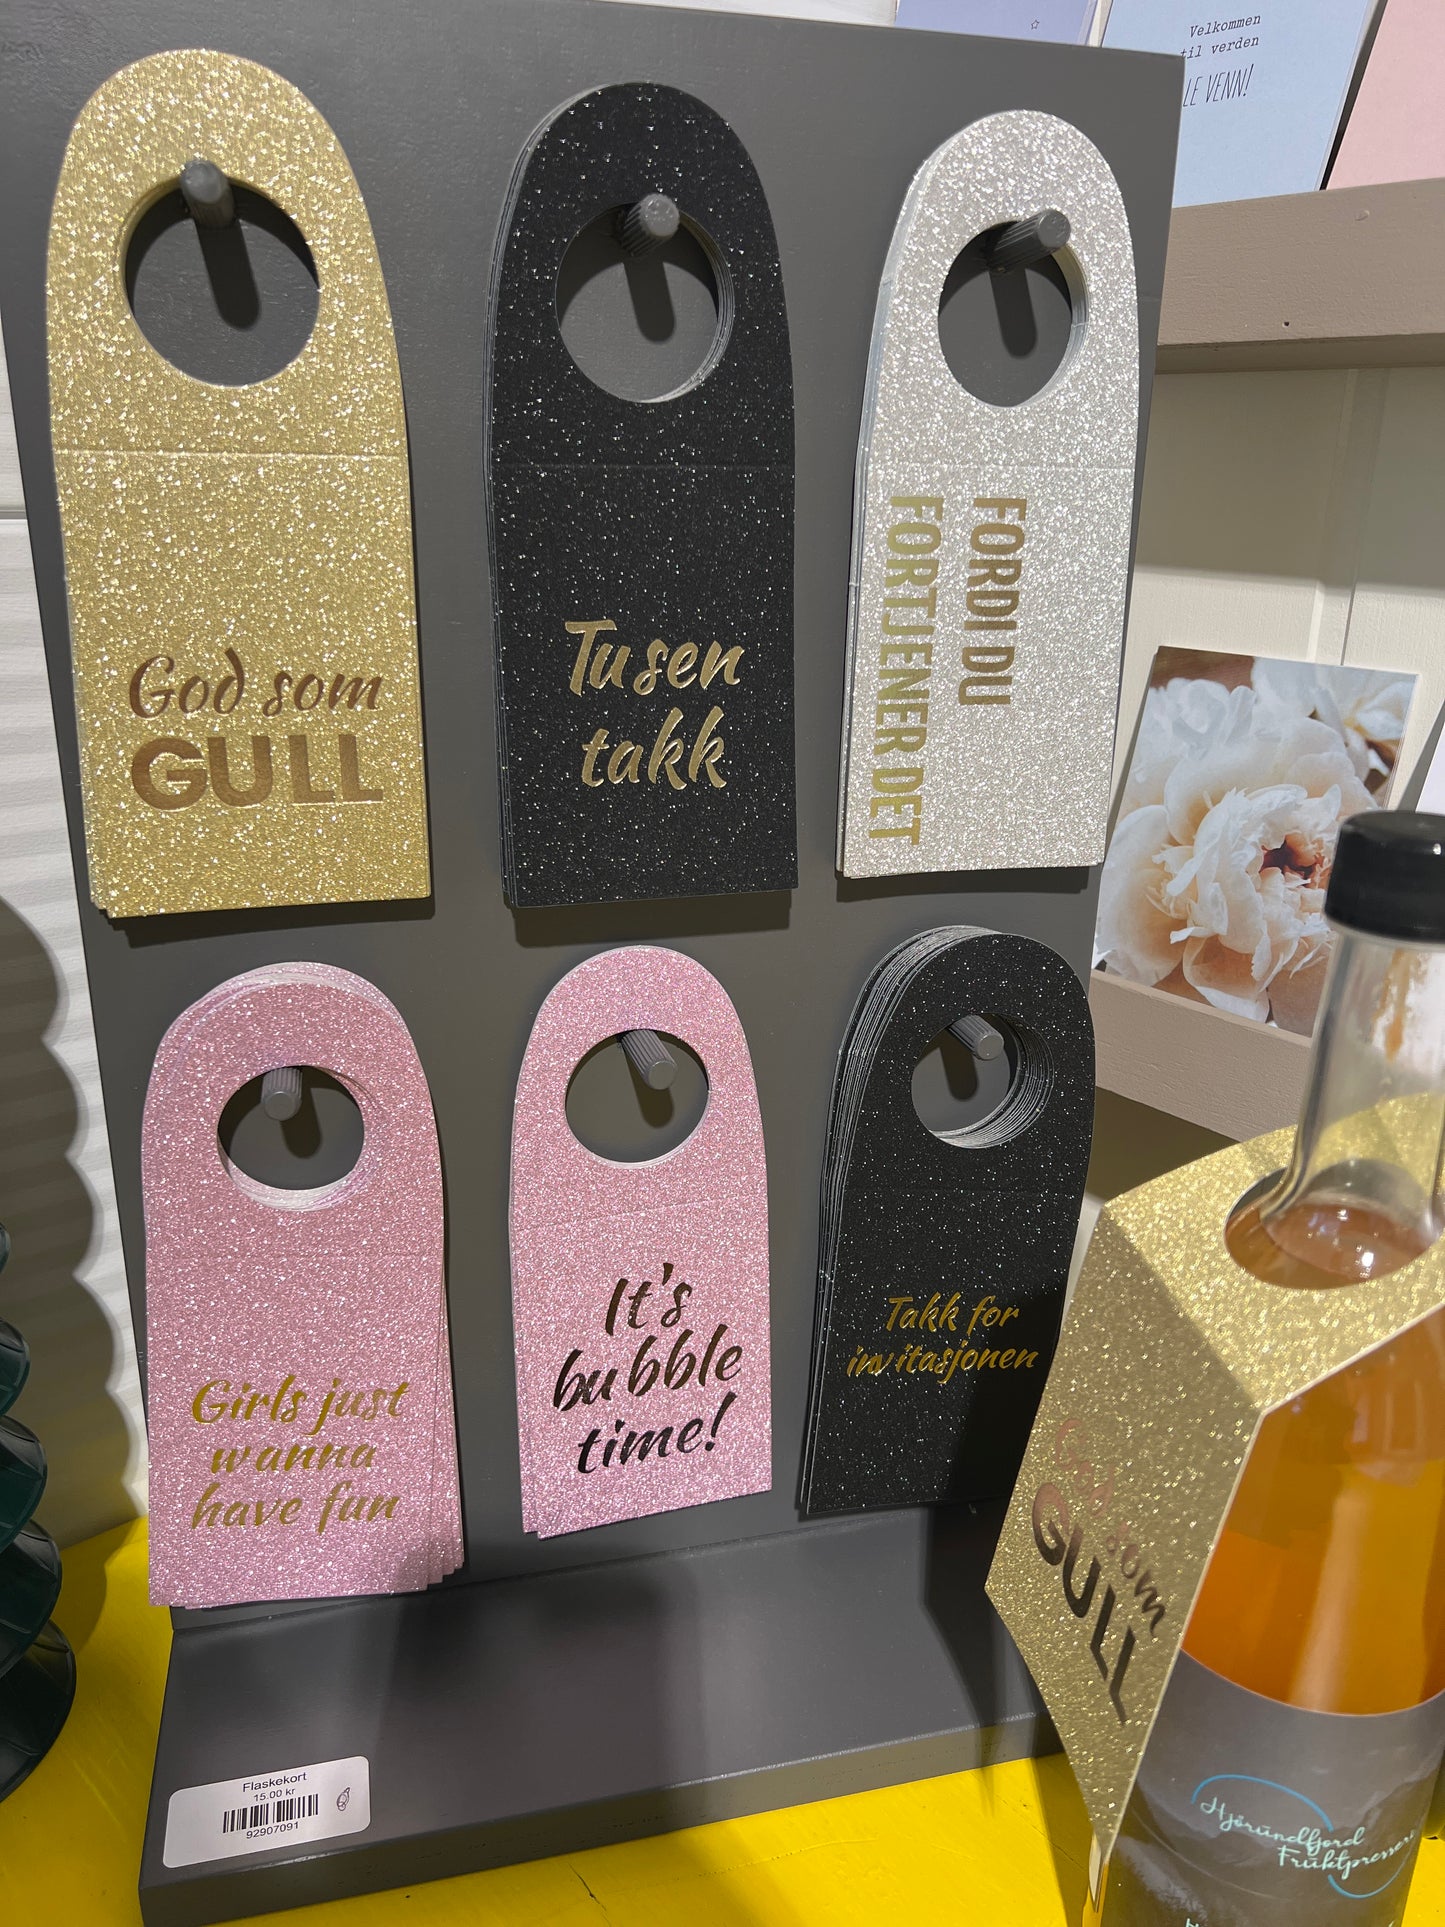 Velkommen
til verden
LE VENN!
God som
GULL
Tusen
takk
FORDI DU
FORTJENER DET
Girls just
wanna
have fun
It's
bubble
time!
Takk for
invitasjonen
God som
GULL
Flaskekort
15.00 kr
92907091
Hjørundfjord